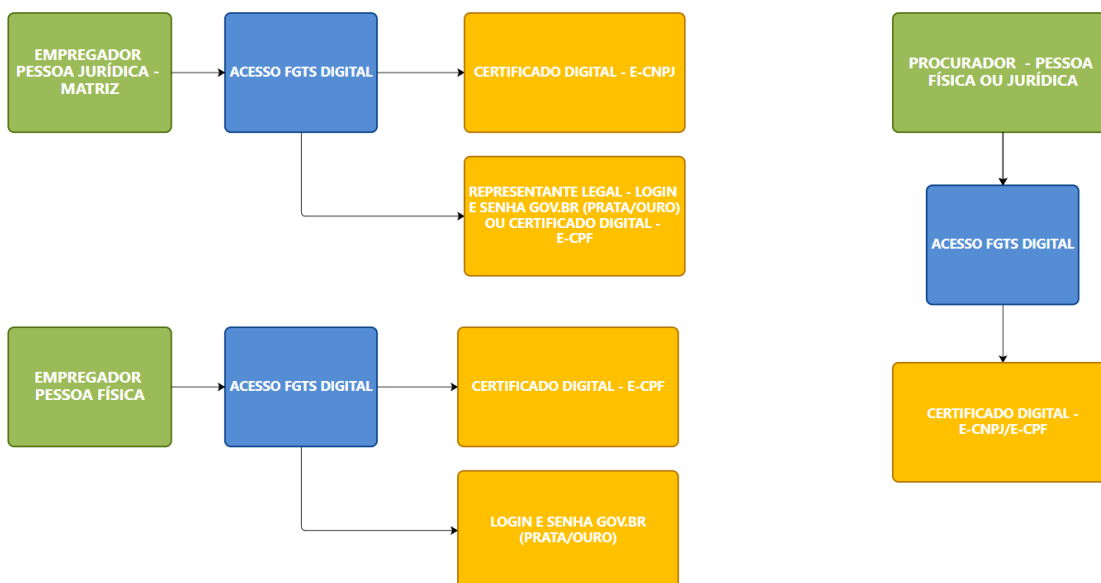 EMPREGADOR
PESSOA JURÍDICA -
MATRIZ
ACESSO FGTS DIGITAL
CERTIFICADO DIGITAL - E-CNPJ
REPRESENTANTE LEGAL - LOGIN
E SENHA GOV.BR (PRATA/OURO)
OU CERTIFICADO DIGITAL -
E-CPF
EMPREGADOR
PESSOA FÍSICA
ACESSO FGTS DIGITAL
CERTIFICADO DIGITAL - E-CPF
LOGIN E SENHA GOV.BR
(PRATA/OURO)
PROCURADOR - PESSOA
FÍSICA OU JURÍDICA
ACESSO FGTS DIGITAL
CERTIFICADO DIGITAL -
E-CNPJ/E-CPF